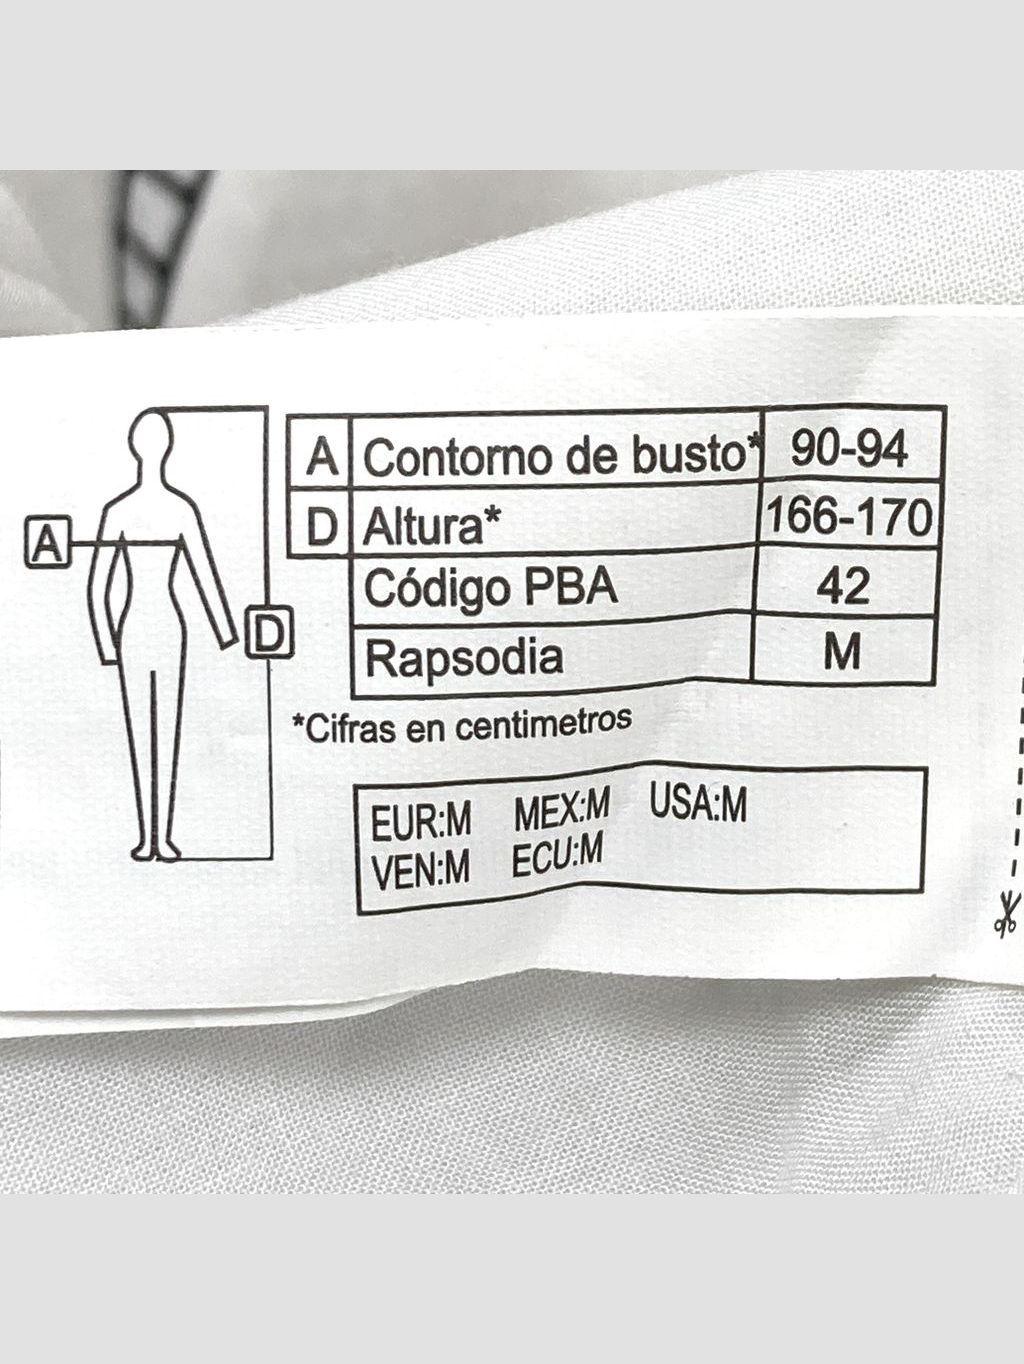 A Contorno de busto* 90-94
A D Altura* 166-170
D Código PBA 42
Rapsodia M
*Cifras en centimetros
EUR:M MEX:M USA:M
VEN:M ECU:M